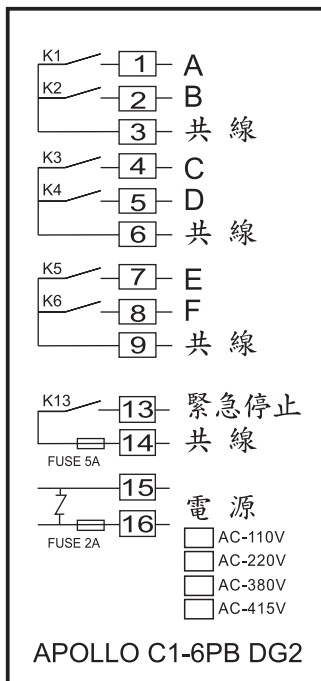 K1 1 A
K2 2 B
3 共線
K3 4 C
K4 5 D
6 共線
K5 7 E
K6 8 F
9 共線
K13 13 緊急停止
14 共線
FUSE 5A
15
電源
16
FUSE 2A
AC-110V
AC-220V
AC-380V
AC-415V
APOLLO C1-6PB DG2